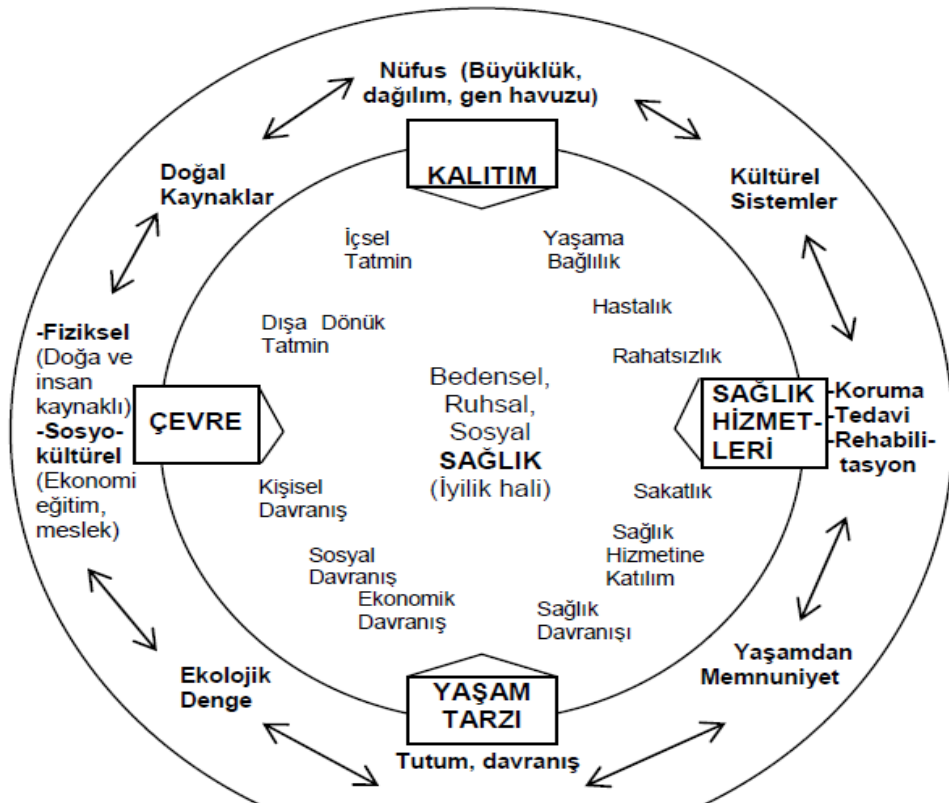 Nüfus (Büyüklük,
dağılım, gen havuzu)
KALITIM
Doğal
Kaynaklar
Kültürel
Sistemler
İçsel
Tatmin
Yaşama
Bağlılık
Dışa Dönük
Tatmin
Hastalık
Rahatsızlık
-Fiziksel
(Doğa ve
insan
kaynaklı)
-Sosyo-
kültürel
(Ekonomi
eğitim,
meslek)
ÇEVRE
Bedensel,
Ruhsal,
Sosyal
SAĞLIK
(İyilik hali)
SAĞLIK
HİZMET-
LERİ
-Koruma
-Tedavi
-Rehabili-
tasyon
Kişisel
Davranış
Sakatlık
Sosyal
Davranış
Sağlık
Hizmetine
Katılım
Ekonomik
Davranış
Sağlık
Davranışı
Ekolojik
Denge
Yaşamdan
Memnuniyet
YAŞAM
TARZI
Tutum, davranış